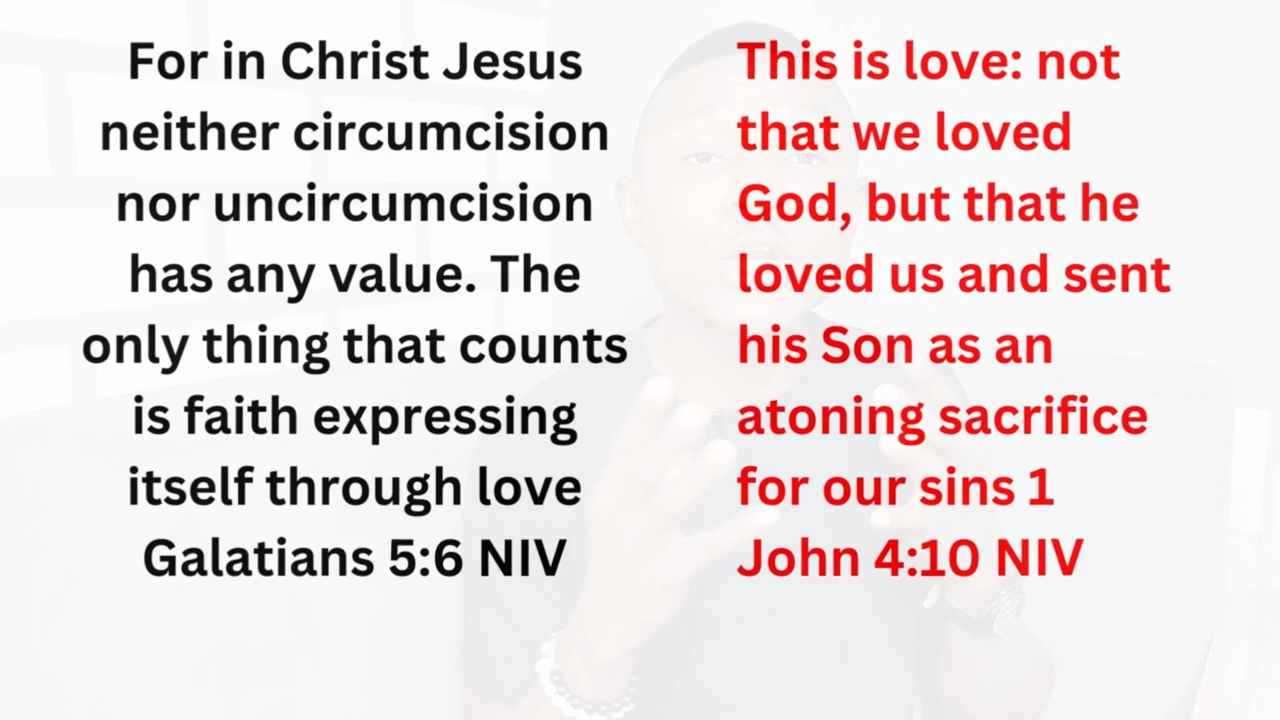 For in Christ Jesus
neither circumcision
nor uncircumcision
has any value. The
only thing that counts
is faith expressing
itself through love
Galatians 5:6 NIV
This is love: not
that we loved
God, but that he
loved us and sent
his Son as an
atoning sacrifice
for our sins 1
John 4:10 NIV